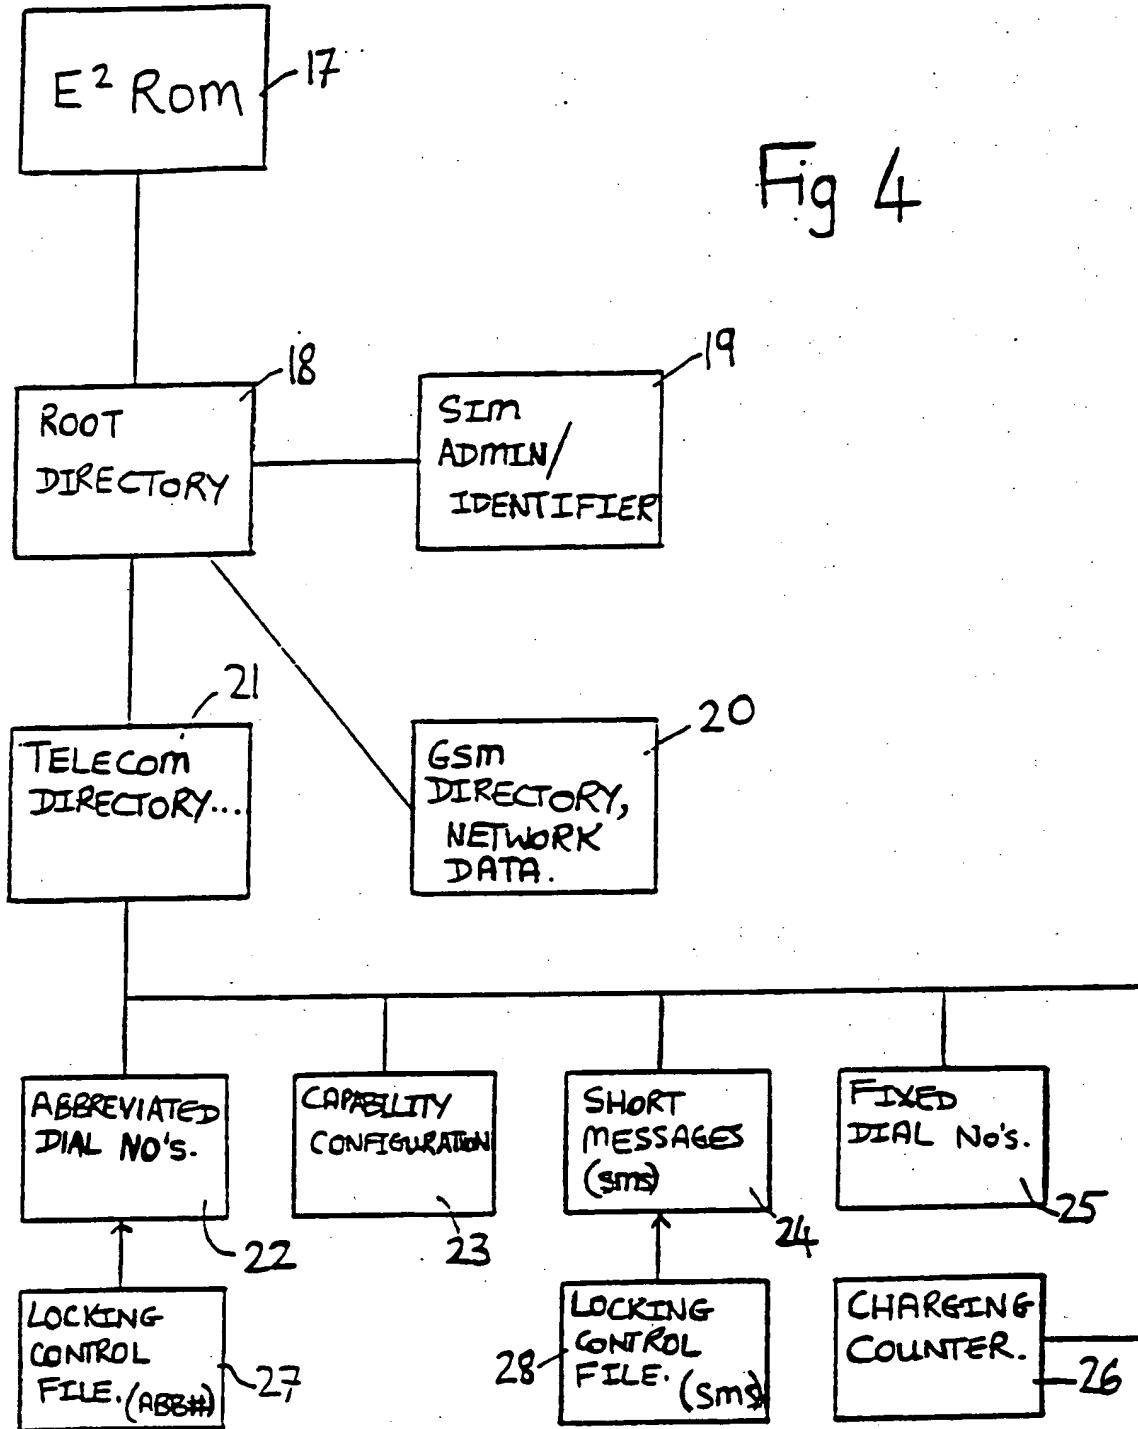 E² Rom
17
Fig 4
18
ROOT
DIRECTORY
19
SIM
ADMIN/
IDENTIFIER
21
TELECOM
DIRECTORY....
20
GSM
DIRECTORY,
NETWORK
DATA.
ABBREVIATED
DIAL NO'S.
22
CAPABILITY
CONFIGURATION
23
SHORT
MESSAGES
(SMS)
24
FIXED
DIAL No's.
25
LOCKING
CONTROL
FILE. (ABB#)
27
LOCKING
CONTROL
FILE. (SMS)
28
CHARGING
COUNTER.
26